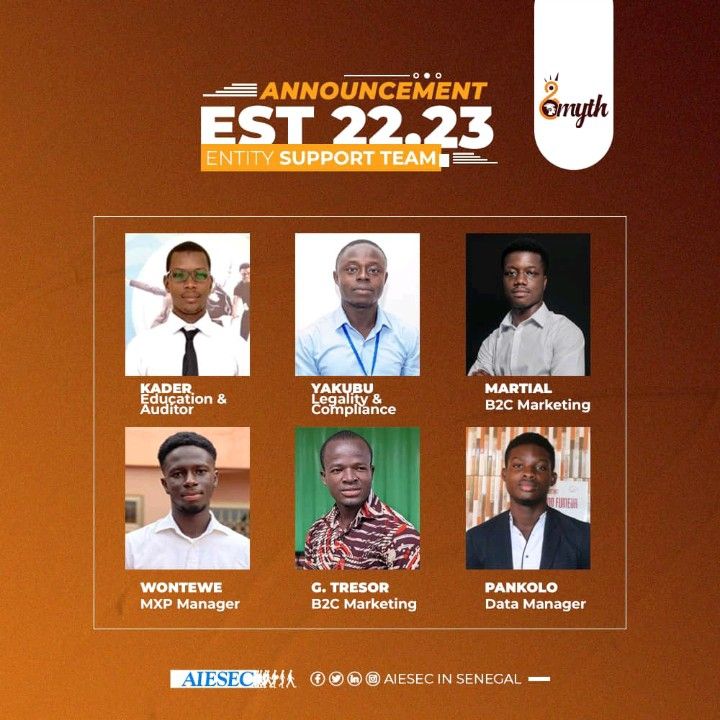 ANNOUNCEMENT
EST 22.23
ENTITY SUPPORT TEAM
myth
KADER
Education &
Auditor
YAKUBU
Legality &
Compliance
MARTIAL
B2C Marketing
WONTEWE
MXP Manager
G. TRESOR
B2C Marketing
PANKOLO
Data Manager
AIESEC
AIESEC IN SENEGAL